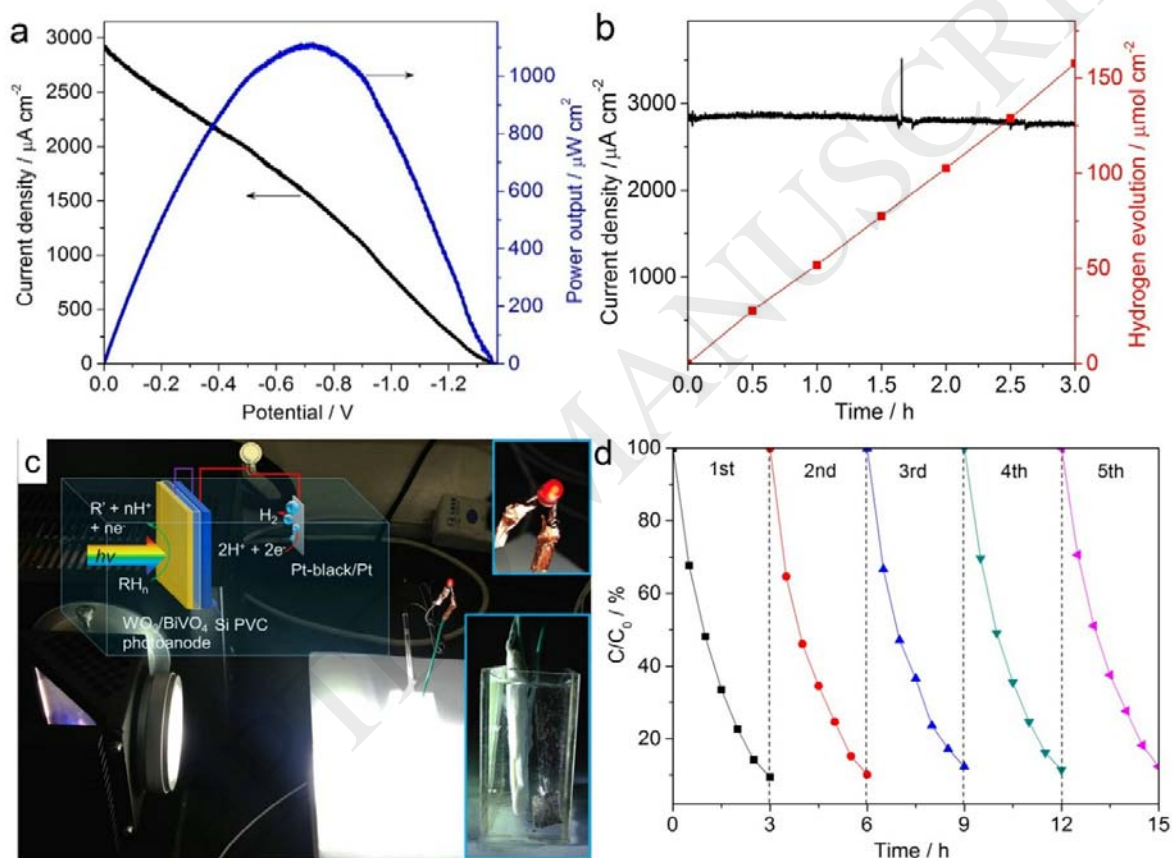 a
3000
2500
2000
1500
1000
500
0
Current density / μA cm⁻²
1000
800
600
400
200
0
Power output / μW cm²
0.0 -0.2 -0.4 -0.6 -0.8 -1.0 -1.2
Potential / V
b
3000
2000
1000
0
Current density / μA cm⁻²
150
100
50
0
Hydrogen evolution / μmol cm⁻²
0.0 0.5 1.0 1.5 2.0 2.5 3.0
Time / h
MANUSCRI
c
R' + nH⁺
+ ne⁻
hv
RHₙ
H₂
2H⁺ + 2e⁻
Pt-black/Pt
WO₃/BiVO₄ Si PVC
photoanode
d
100
80
60
40
20
C/C₀ / %
1st 2nd 3rd 4th 5th
0 3 6 9 12 15
Time / h